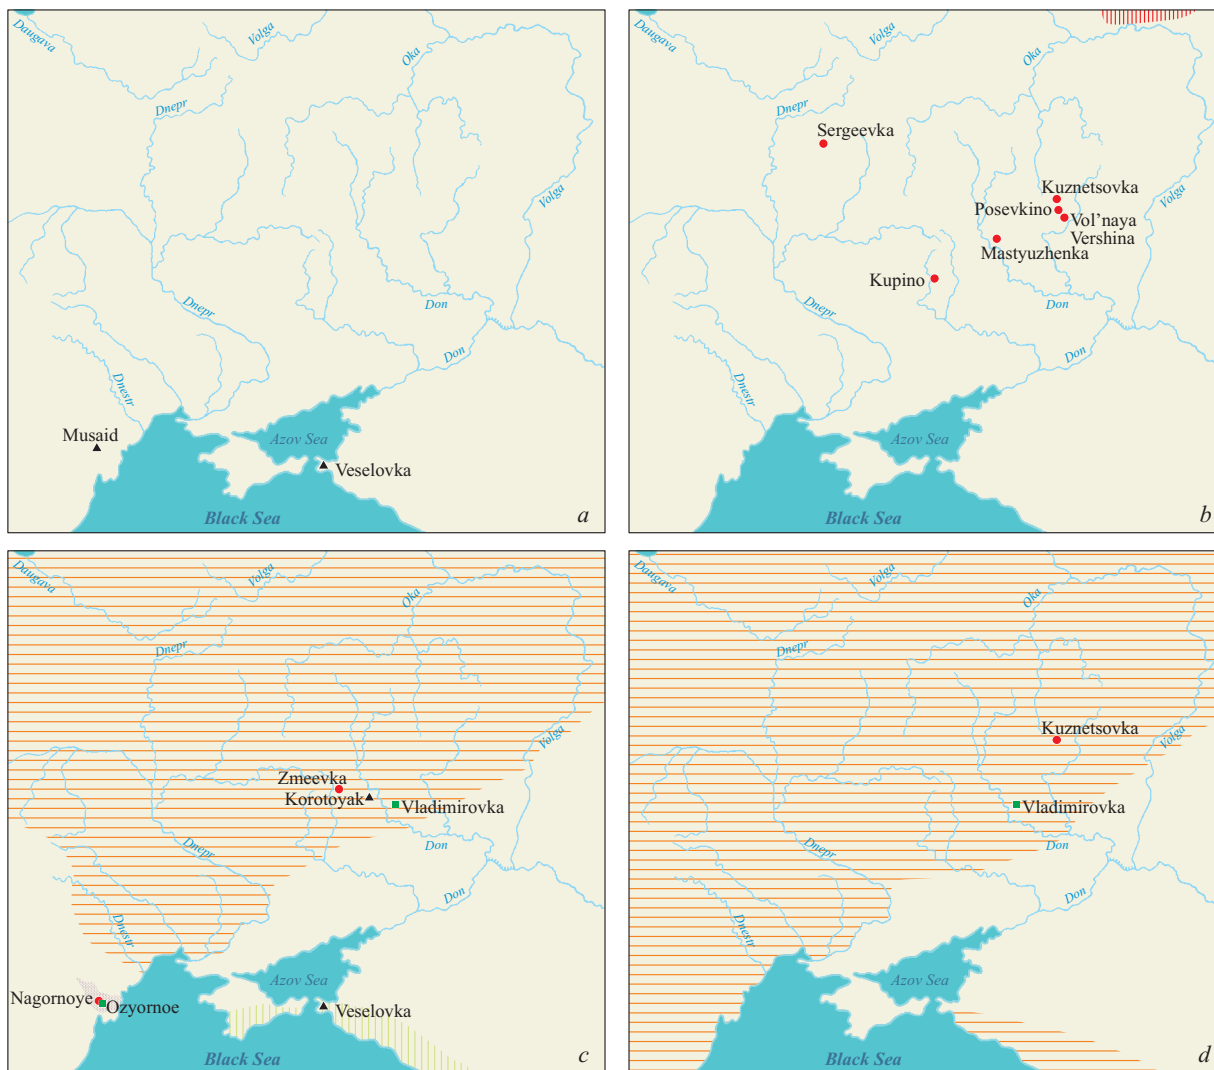 Daugava
Volga
Oka
Dnepr
Volga
Dnepr
Don
Don
Dnestr
Musaid
Azov Sea
Veselovka
Black Sea
a
Daugava
Volga
Oka
Dnepr
Sergeevka
Volga
Kuznetsovka
Posevkino
Vol’naya
Vershina
Mastyuzhenka
Kupino
Dnepr
Don
Don
Dnestr
Azov Sea
Black Sea
b
Daugava
Volga
Oka
Dnepr
Volga
Zmeevka
Korotoyak
Vladimirovka
Dnepr
Don
Don
Dnestr
Azov Sea
Nagornoye
Ozyornoe
Veselovka
Black Sea
c
Daugava
Volga
Oka
Dnepr
Kuznetsovka
Volga
Vladimirovka
Dnepr
Don
Don
Dnestr
Azov Sea
Black Sea
d